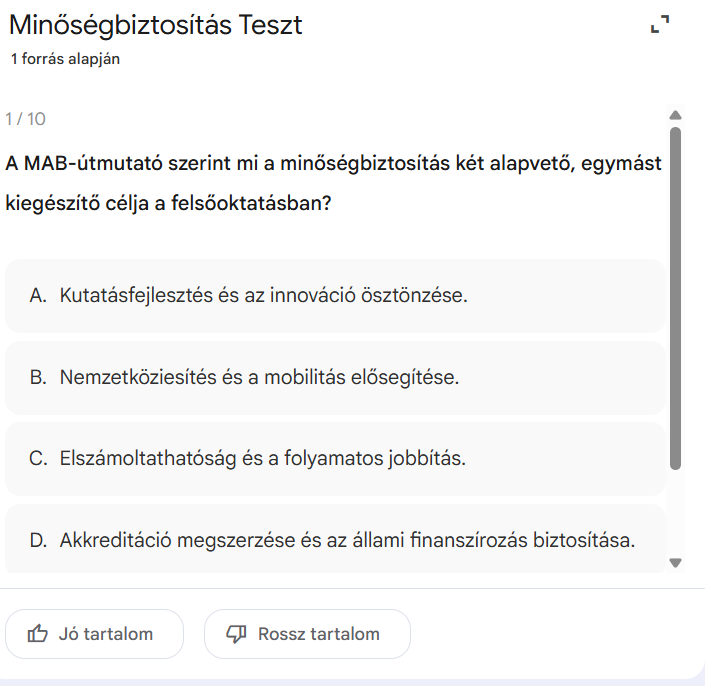 Minőségbiztosítás Teszt
1 forrás alapján
1 / 10
A MAB-útmutató szerint mi a minőségbiztosítás két alapvető, egymást
kiegészítő célja a felsőoktatásban?
A. Kutatásfejlesztés és az innováció ösztönzése.
B. Nemzetköziesítés és a mobilitás elősegítése.
C. Elszámoltathatóság és a folyamatos jobbítás.
D. Akkreditáció megszerzése és az állami finanszírozás biztosítása.
Jó tartalom
Rossz tartalom